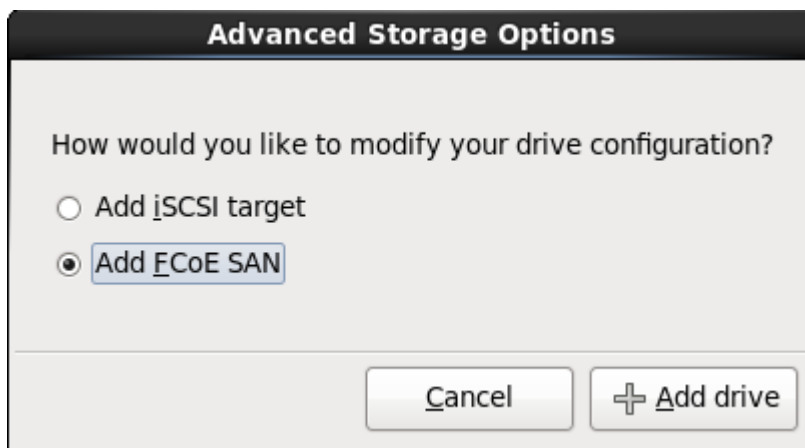 Advanced Storage Options
How would you like to modify your drive configuration?
Add iSCSI target
Add FCoE SAN
Cancel
Add drive